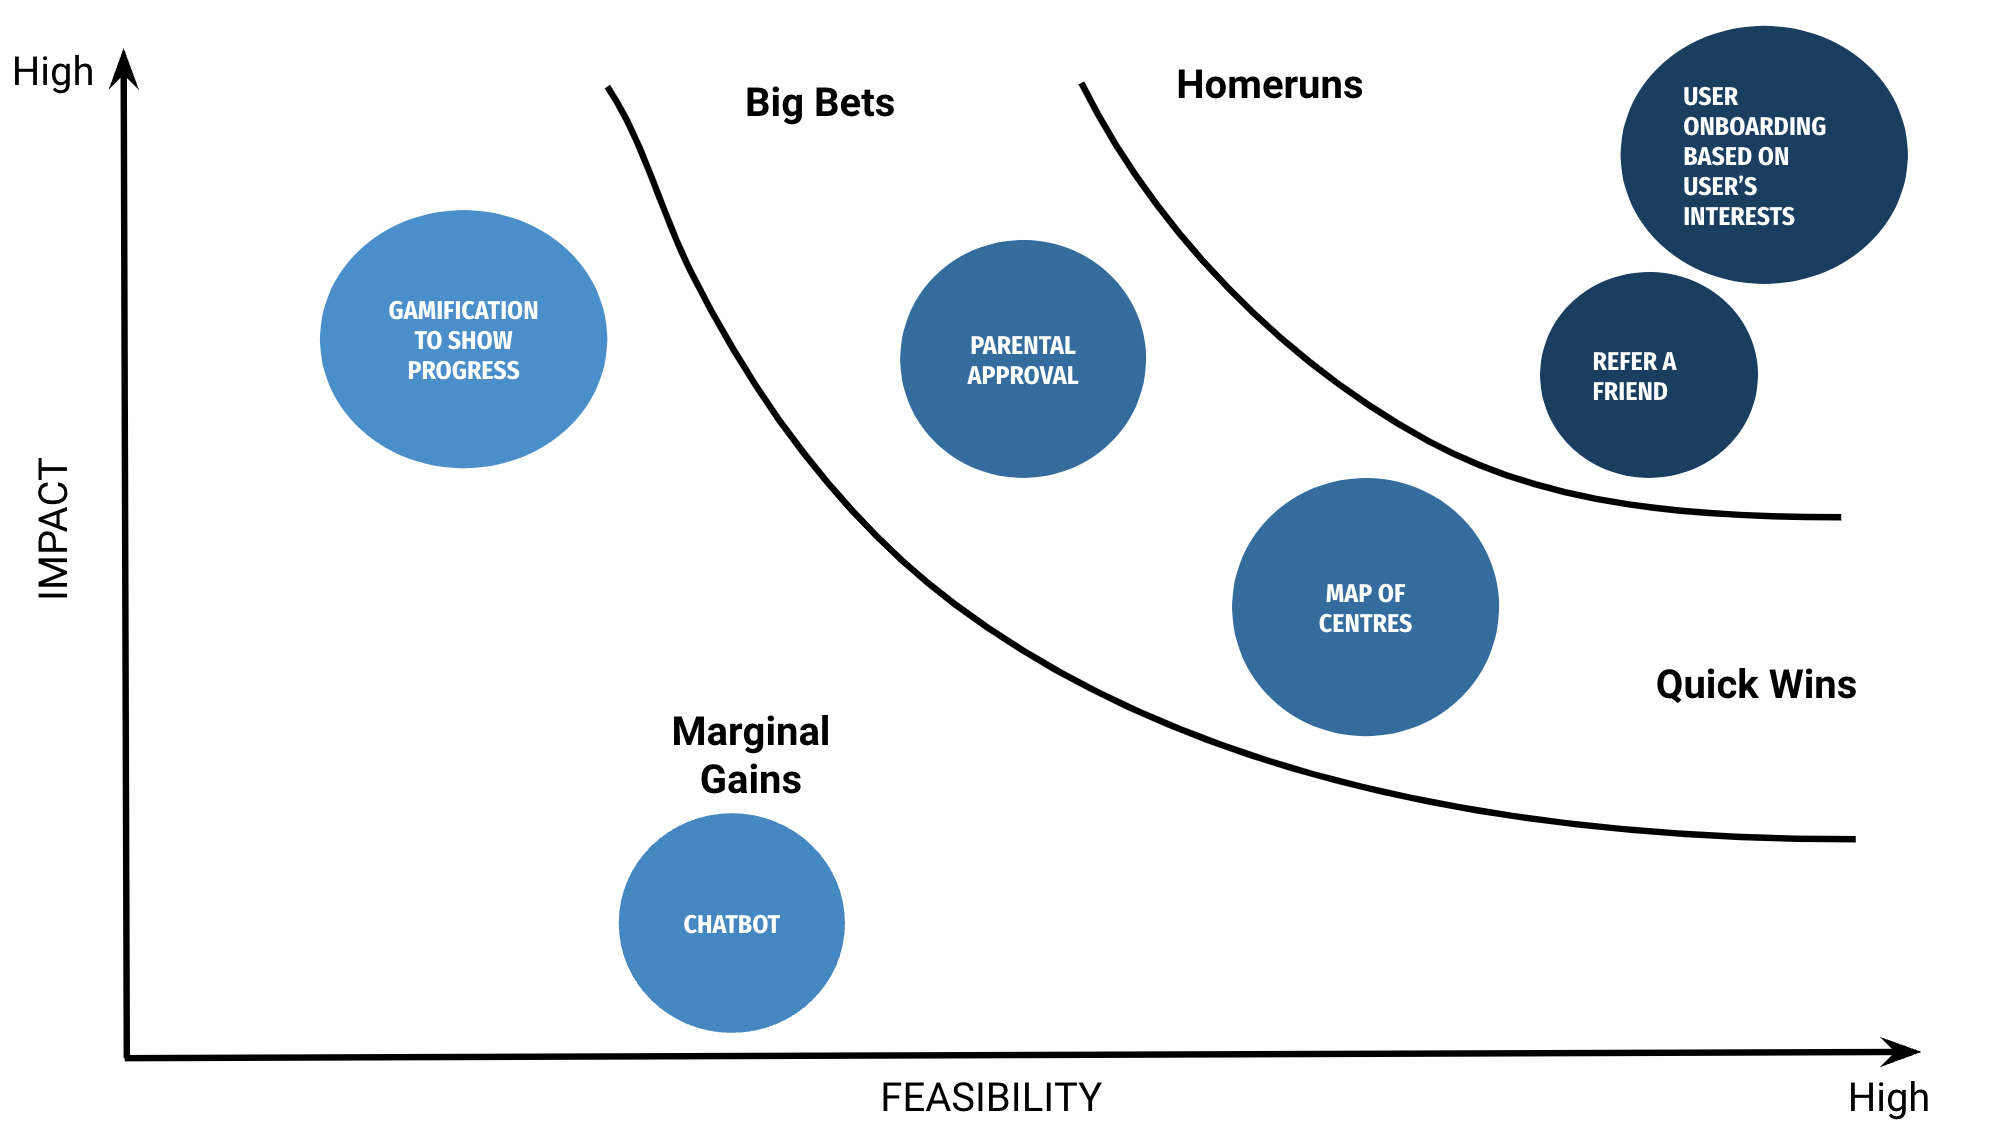 High
Big Bets
Homeruns
USER
ONBOARDING
BASED ON
USER’S
INTERESTS
GAMIFICATION
TO SHOW
PROGRESS
PARENTAL
APPROVAL
REFER A
FRIEND
IMPACT
MAP OF
CENTRES
Quick Wins
Marginal
Gains
CHATBOT
FEASIBILITY
High